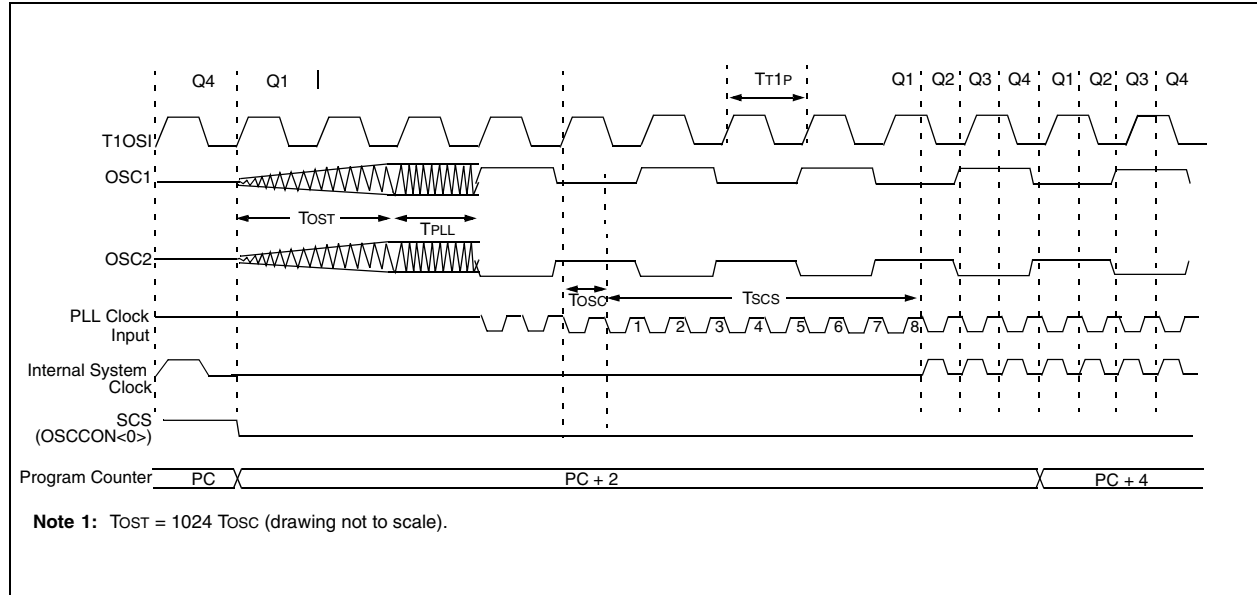 Q4 Q1 TT1P Q1 Q2 Q3 Q4 Q1 Q2 Q3 Q4
T1OSI
OSC1
TOST TPLL
OSC2
TOSC TSCS
PLL Clock
Input
1 2 3 4 5 6 7 8
Internal System
Clock
SCS
(OSCCON<0>)
Program Counter PC PC + 2 PC + 4
Note 1: TOST = 1024 TOSC (drawing not to scale).